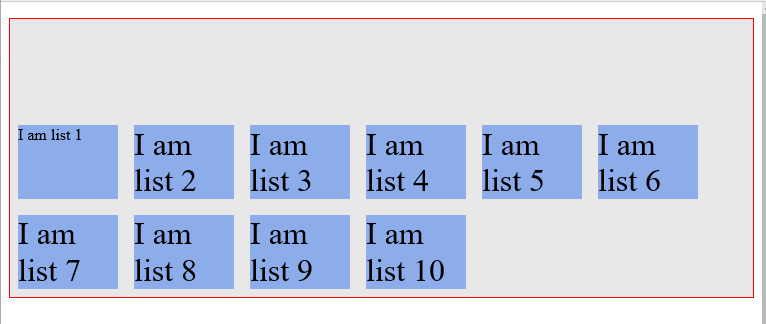 I am list 1
I am
list 2
I am
list 3
I am
list 4
I am
list 5
I am
list 6
I am
list 7
I am
list 8
I am
list 9
I am
list 10